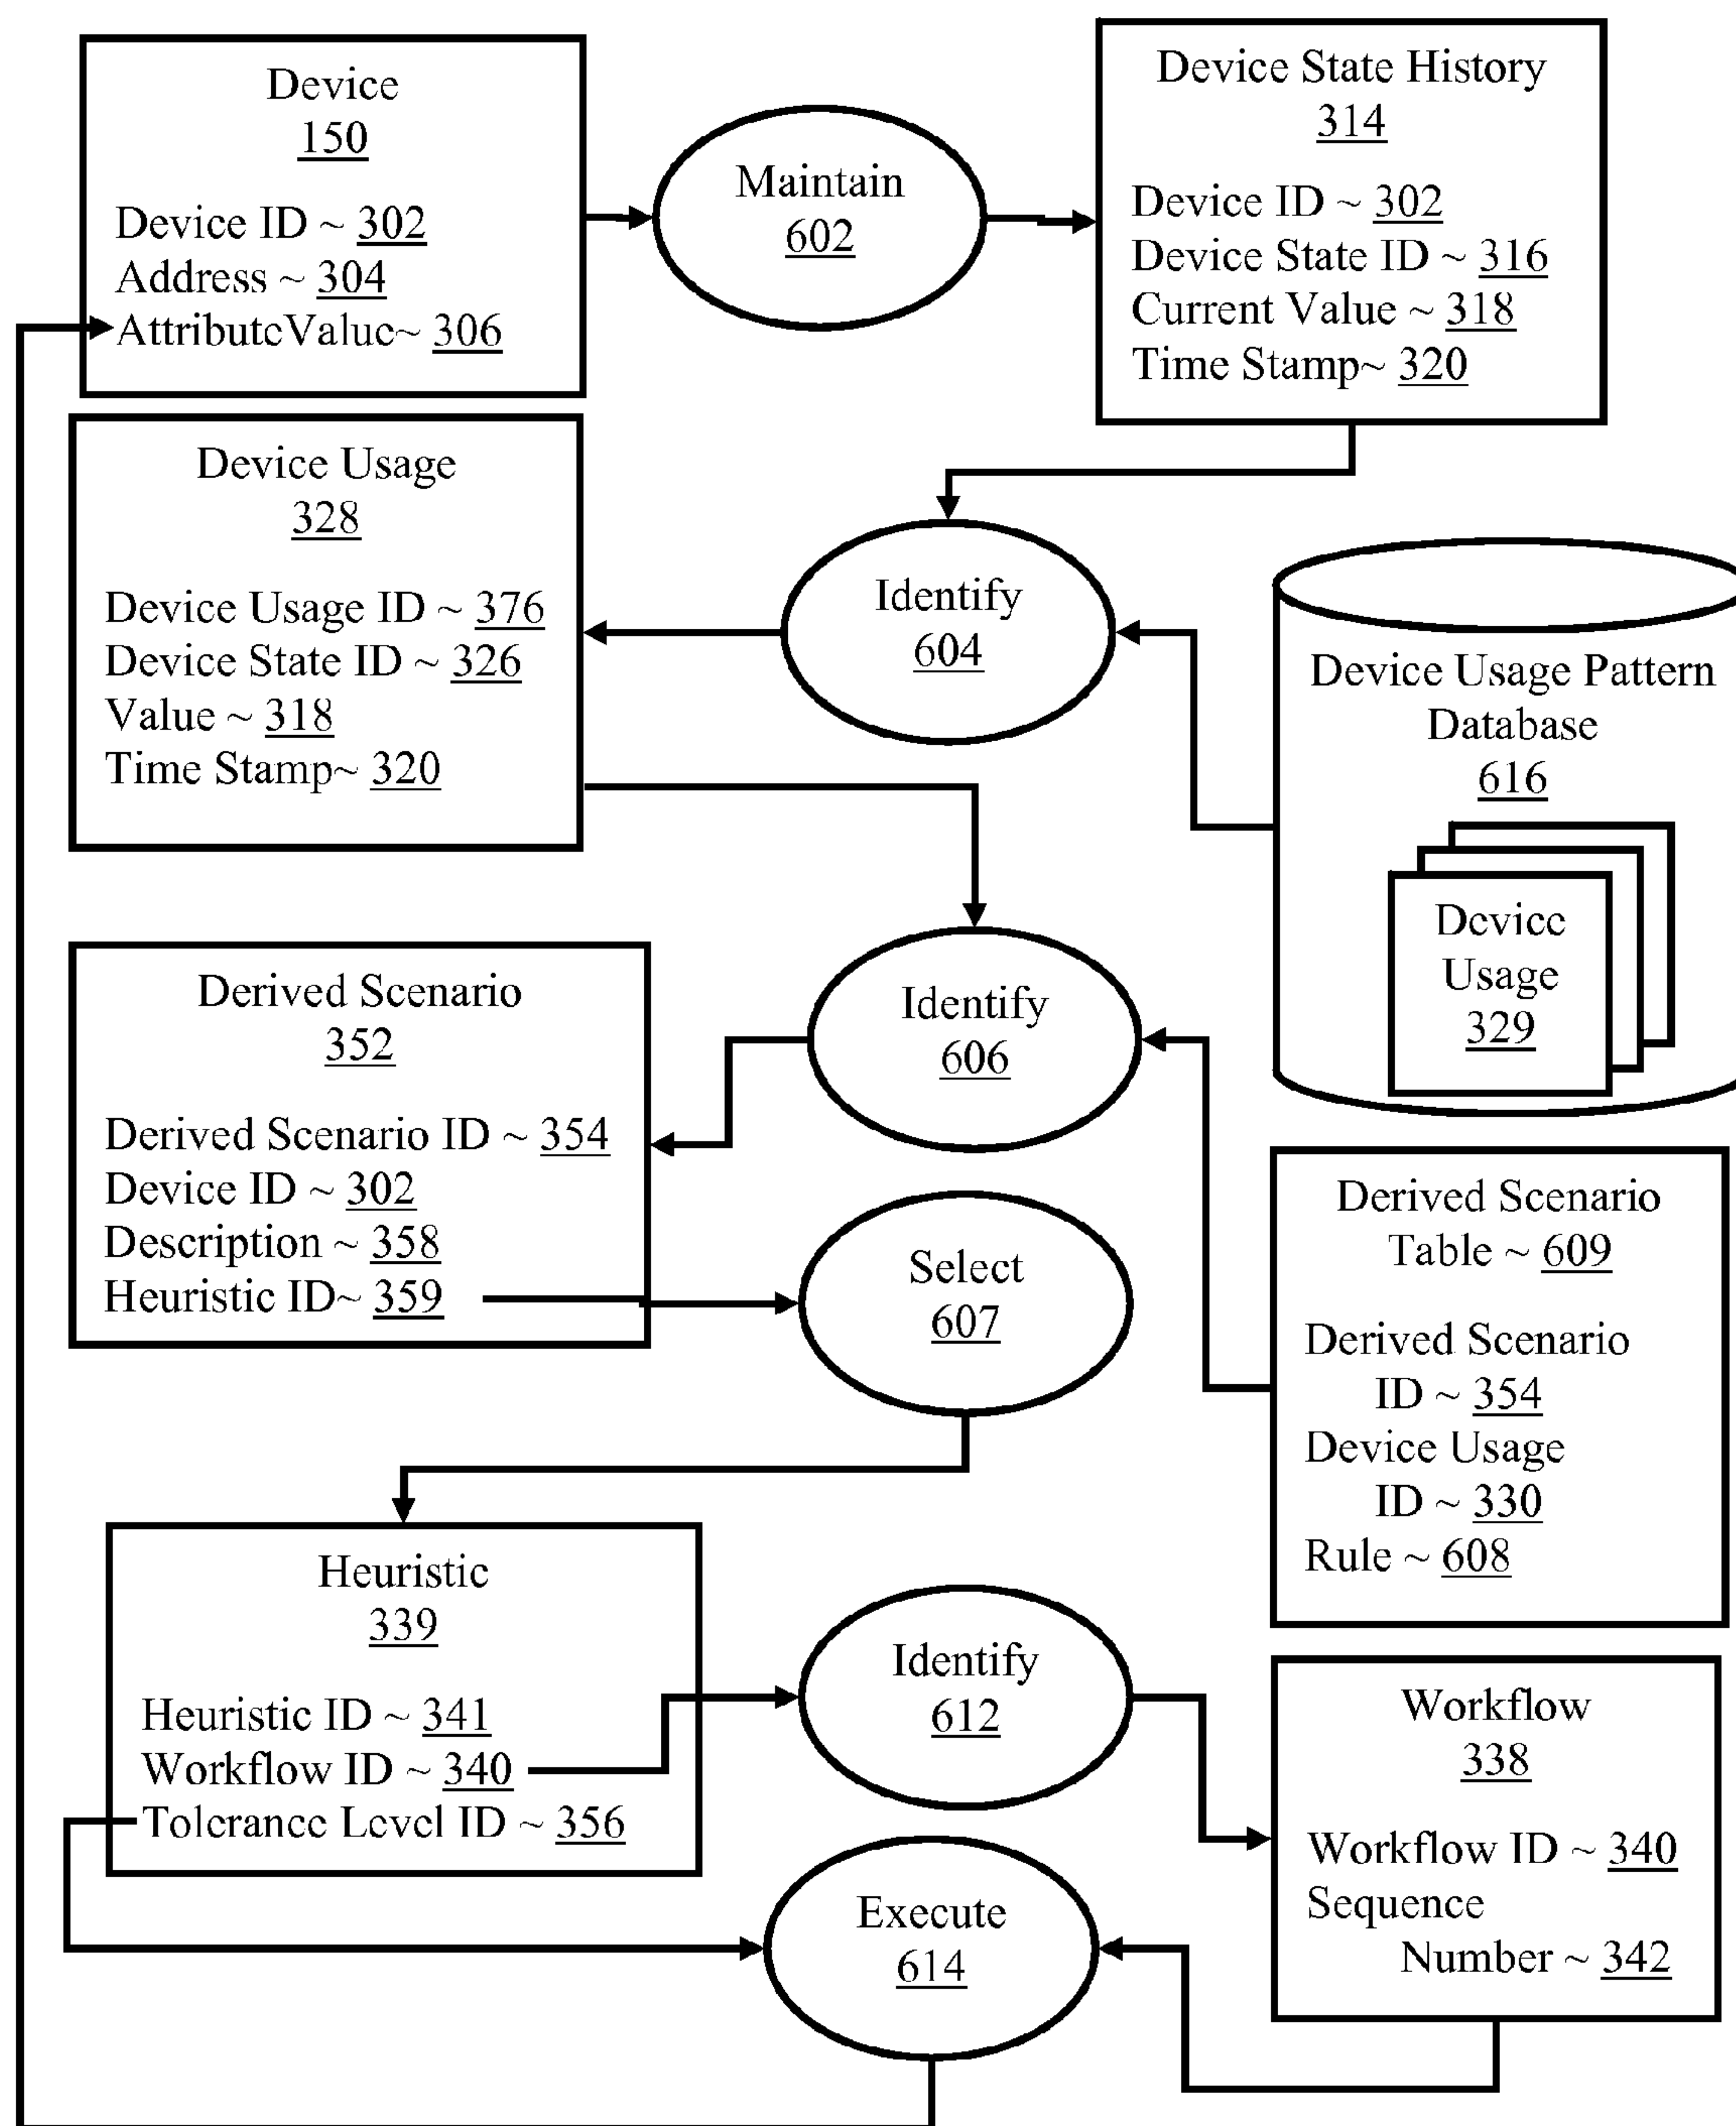 Device
150
Device ID ~ 302
Address ~ 304
AttributeValue~ 306
Maintain
602
Device State History
314
Device ID ~ 302
Device State ID ~ 316
Current Value ~ 318
Time Stamp~ 320
Device Usage
328
Device Usage ID ~ 376
Device State ID ~ 326
Value ~ 318
Time Stamp~ 320
Identify
604
Device Usage Pattern
Database
616
Device
Usage
329
Derived Scenario
352
Derived Scenario ID ~ 354
Device ID ~ 302
Description ~ 358
Heuristic ID~ 359
Identify
606
Select
607
Derived Scenario
Table ~ 609
Derived Scenario
ID ~ 354
Device Usage
ID ~ 330
Rule ~ 608
Heuristic
339
Heuristic ID ~ 341
Workflow ID ~ 340
Tolerance Level ID ~ 356
Identify
612
Execute
614
Workflow
338
Workflow ID ~ 340
Sequence
Number ~ 342